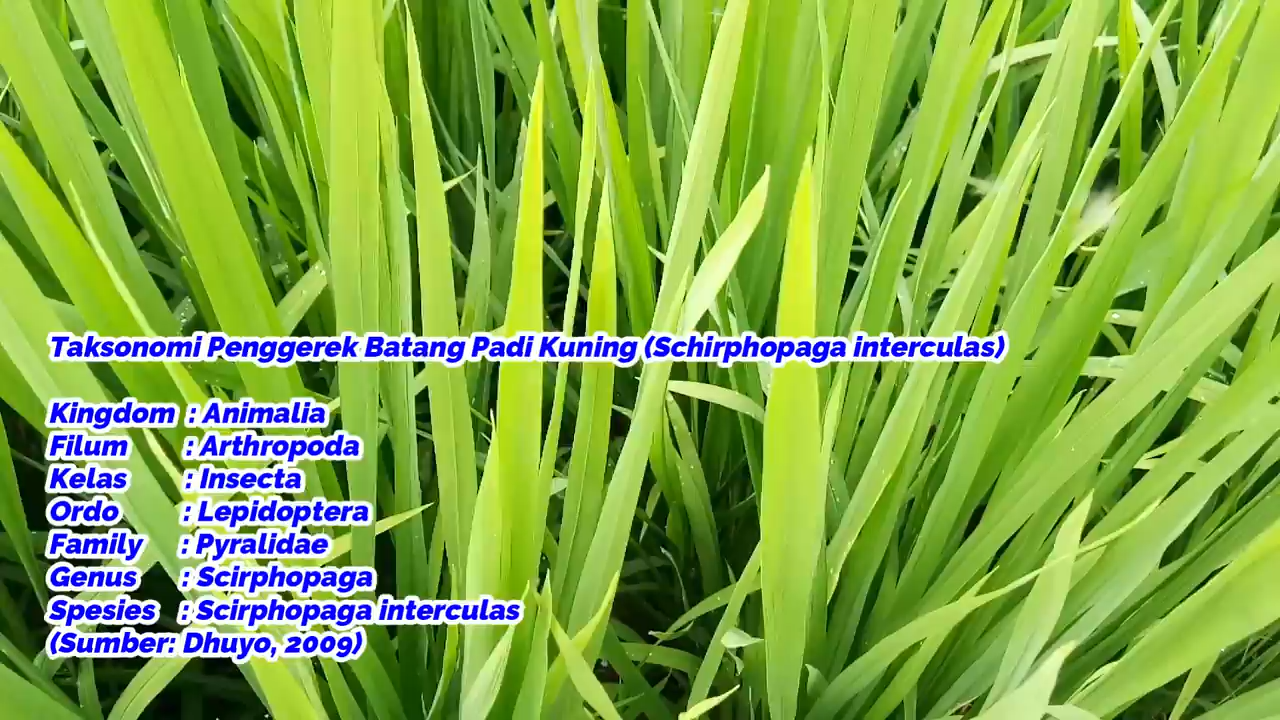 Taksonomi Penggerek Batang Padi Kuning (Schirphopaga interculas)
Kingdom : Animalia
Filum : Arthropoda
Kelas : Insecta
Ordo : Lepidoptera
Family : Pyralidae
Genus : Scirphopaga
Spesies : Scirphopaga interculas
(Sumber: Dhuyo, 2009)